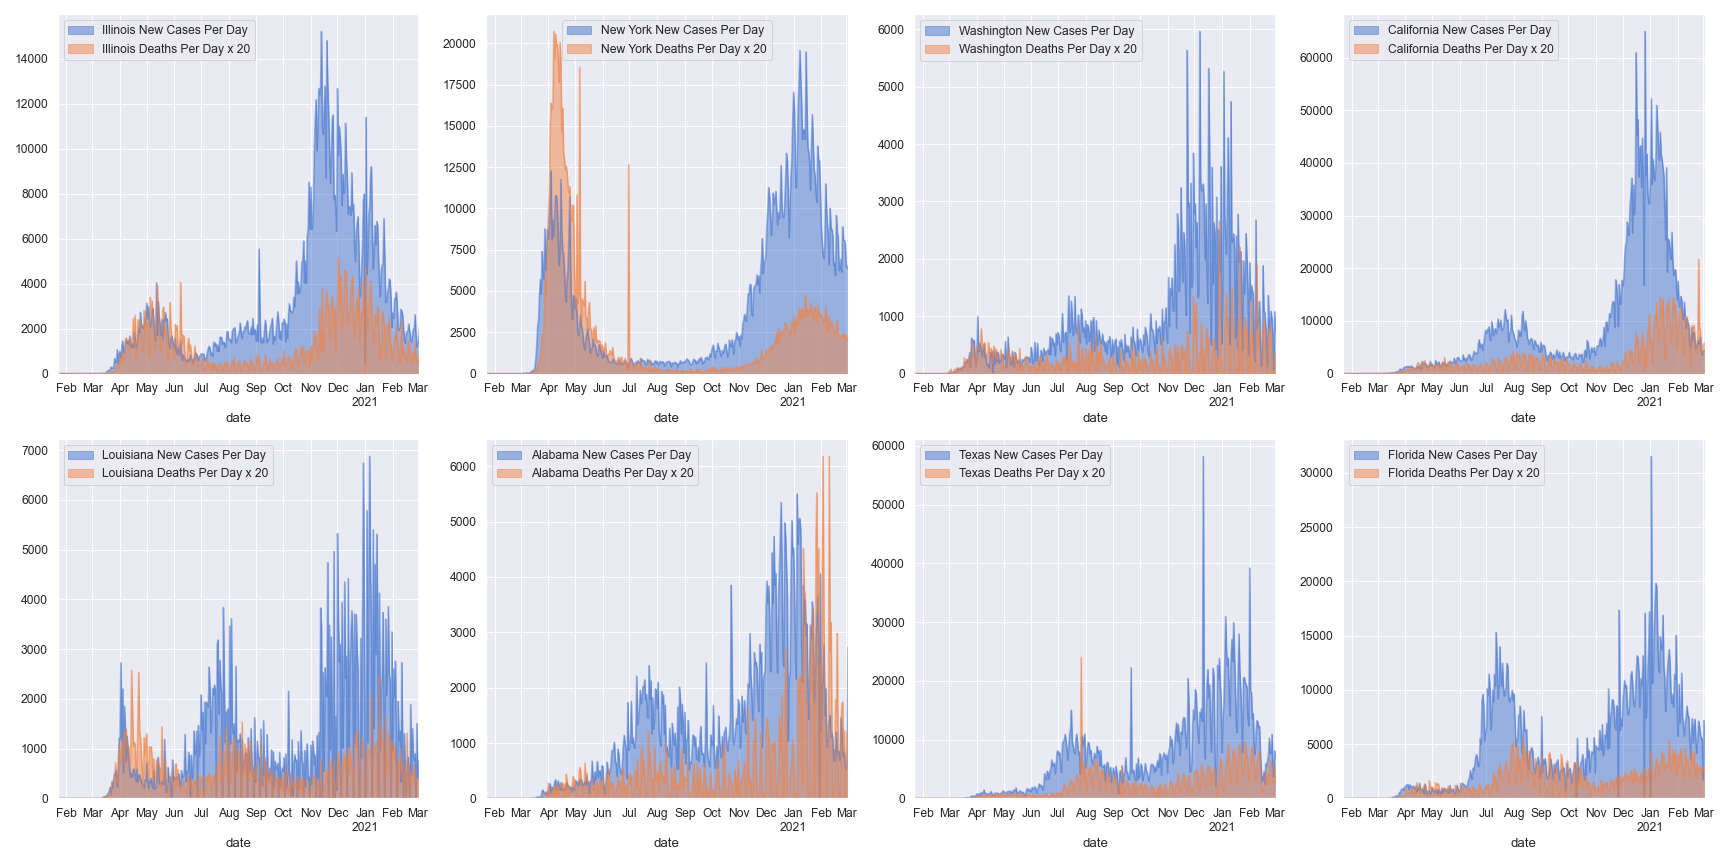 Illinois New Cases Per Day
Illinois Deaths Per Day x 20
14000
12000
10000
8000
6000
4000
2000
0
Feb Mar Apr May Jun Jul Aug Sep Oct Nov Dec Jan Feb Mar
2021
date
New York New Cases Per Day
New York Deaths Per Day x 20
20000
17500
15000
12500
10000
7500
5000
2500
0
Feb Mar Apr May Jun Jul Aug Sep Oct Nov Dec Jan Feb Mar
2021
date
Washington New Cases Per Day
Washington Deaths Per Day x 20
6000
5000
4000
3000
2000
1000
0
Feb Mar Apr May Jun Jul Aug Sep Oct Nov Dec Jan Feb Mar
2021
date
California New Cases Per Day
California Deaths Per Day x 20
60000
50000
40000
30000
20000
10000
0
Feb Mar Apr May Jun Jul Aug Sep Oct Nov Dec Jan Feb Mar
2021
date
Louisiana New Cases Per Day
Louisiana Deaths Per Day x 20
7000
6000
5000
4000
3000
2000
1000
0
Feb Mar Apr May Jun Jul Aug Sep Oct Nov Dec Jan Feb Mar
2021
date
Alabama New Cases Per Day
Alabama Deaths Per Day x 20
6000
5000
4000
3000
2000
1000
0
Feb Mar Apr May Jun Jul Aug Sep Oct Nov Dec Jan Feb Mar
2021
date
Texas New Cases Per Day
Texas Deaths Per Day x 20
60000
50000
40000
30000
20000
10000
0
Feb Mar Apr May Jun Jul Aug Sep Oct Nov Dec Jan Feb Mar
2021
date
Florida New Cases Per Day
Florida Deaths Per Day x 20
30000
25000
20000
15000
10000
5000
0
Feb Mar Apr May Jun Jul Aug Sep Oct Nov Dec Jan Feb Mar
2021
date